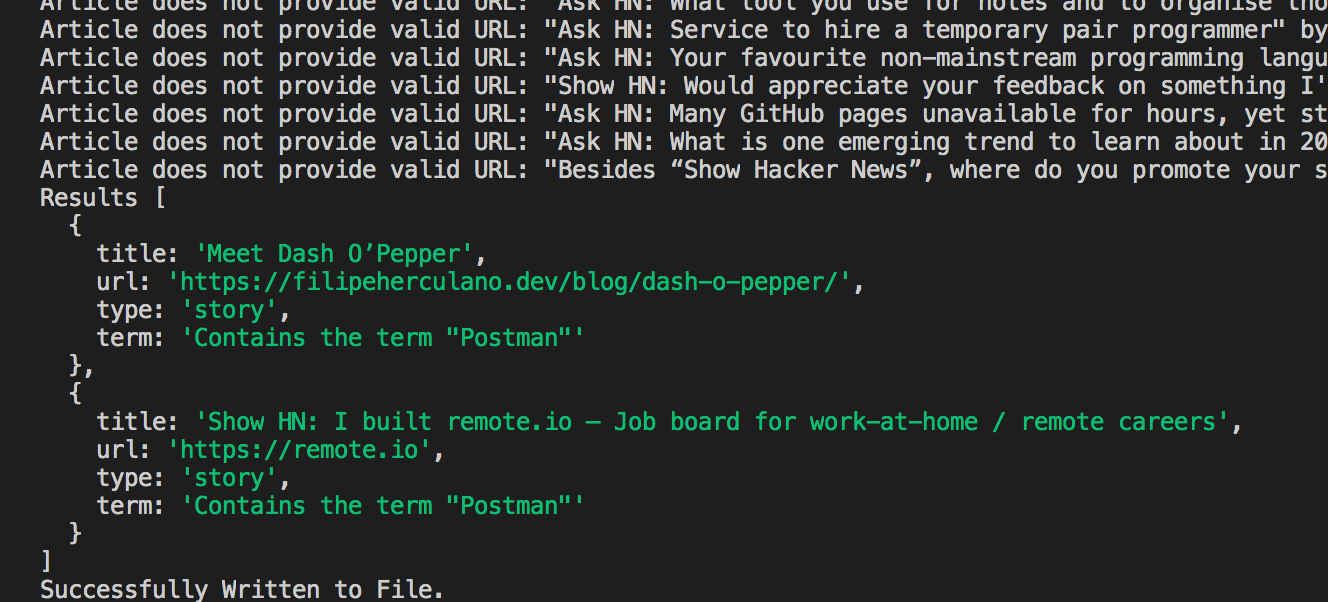 Article does not provide valid URL: "Ask HN: What tool you use for notes and to organise tho
Article does not provide valid URL: "Ask HN: Service to hire a temporary pair programmer" by
Article does not provide valid URL: "Ask HN: Your favourite non-mainstream programming langu
Article does not provide valid URL: "Show HN: Would appreciate your feedback on something I'
Article does not provide valid URL: "Ask HN: Many GitHub pages unavailable for hours, yet st
Article does not provide valid URL: "Ask HN: What is one emerging trend to learn about in 20
Article does not provide valid URL: "Besides “Show Hacker News”, where do you promote your s
Results [
  {
    title: 'Meet Dash O’Pepper',
    url: 'https://filipeherculano.dev/blog/dash-o-pepper/',
    type: 'story',
    term: 'Contains the term "Postman"'
  },
  {
    title: 'Show HN: I built remote.io – Job board for work-at-home / remote careers',
    url: 'https://remote.io',
    type: 'story',
    term: 'Contains the term "Postman"'
  }
]
Successfully Written to File.